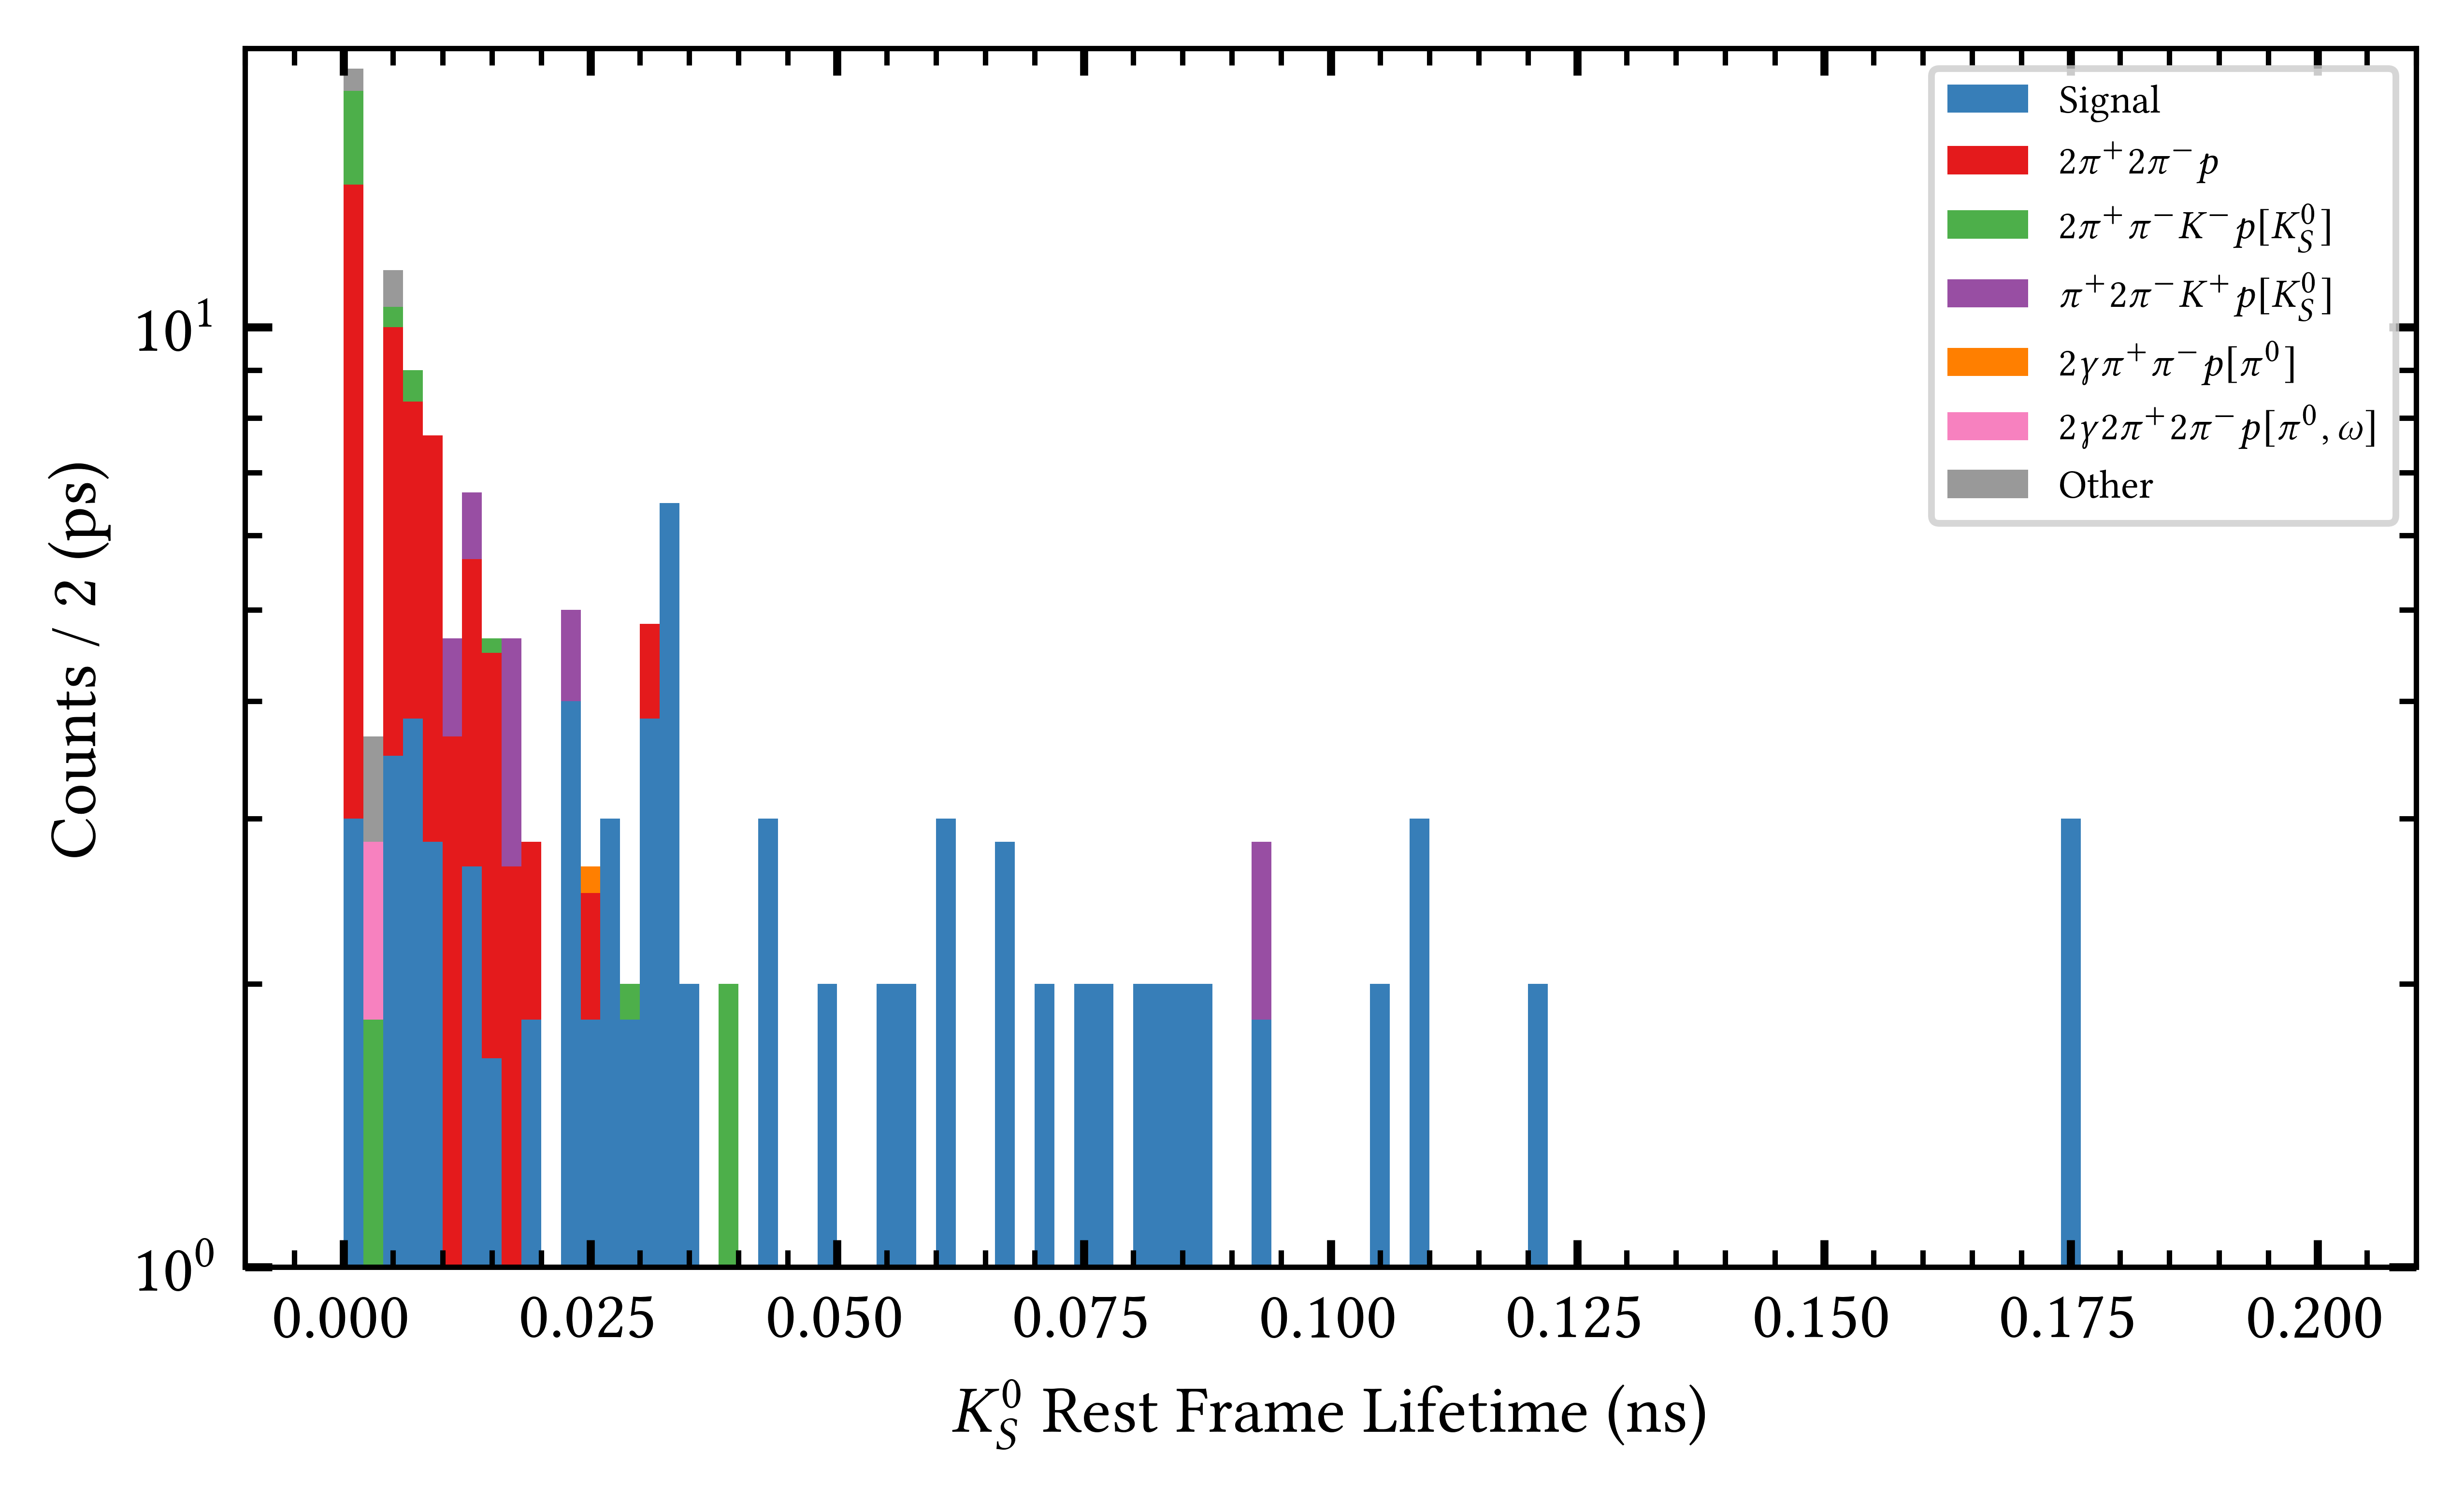 Signal
2π⁺2π⁻p
2π⁺π⁻K⁻p[K⁰_S]
π⁺2π⁻K⁺p[K⁰_S]
2γπ⁺π⁻p[π⁰]
2γ2π⁺2π⁻p[π⁰, ω]
Other
10¹
10⁰
Counts / 2 (ps)
0.000 0.025 0.050 0.075 0.100 0.125 0.150 0.175 0.200
K⁰_S Rest Frame Lifetime (ns)